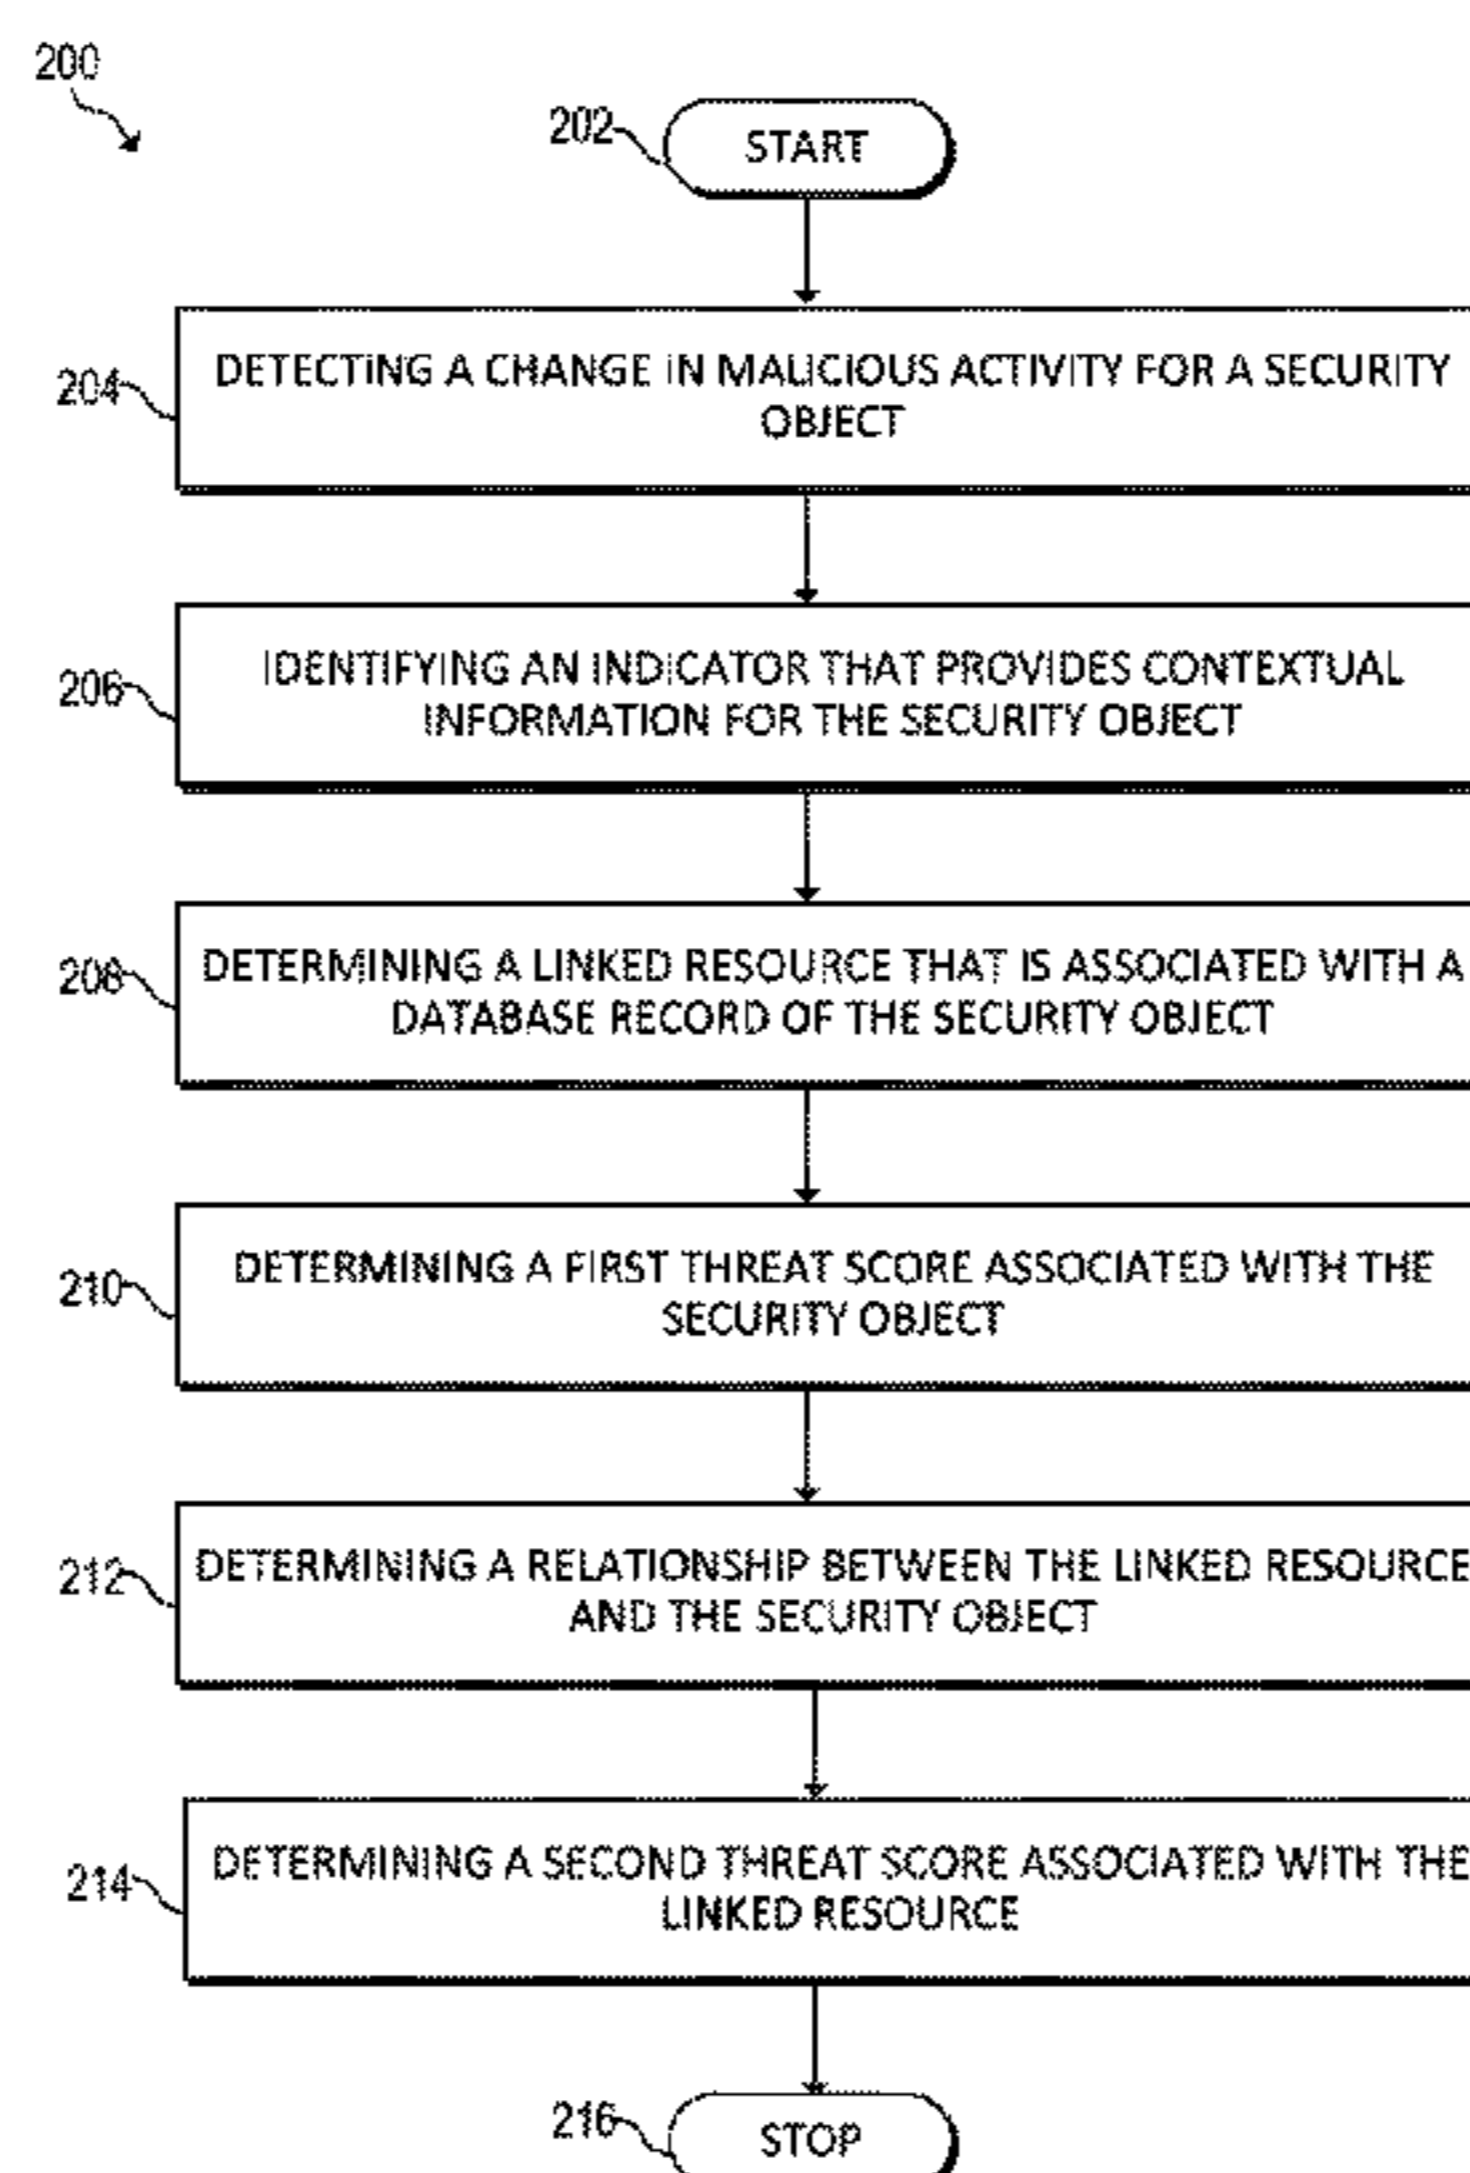 200
202
START
204
DETECTING A CHANGE IN MALICIOUS ACTIVITY FOR A SECURITY
OBJECT
206
IDENTIFYING AN INDICATOR THAT PROVIDES CONTEXTUAL
INFORMATION FOR THE SECURITY OBJECT
208
DETERMINING A LINKED RESOURCE THAT IS ASSOCIATED WITH A
DATABASE RECORD OF THE SECURITY OBJECT
210
DETERMINING A FIRST THREAT SCORE ASSOCIATED WITH THE
SECURITY OBJECT
212
DETERMINING A RELATIONSHIP BETWEEN THE LINKED RESOURCE
AND THE SECURITY OBJECT
214
DETERMINING A SECOND THREAT SCORE ASSOCIATED WITH THE
LINKED RESOURCE
216
STOP